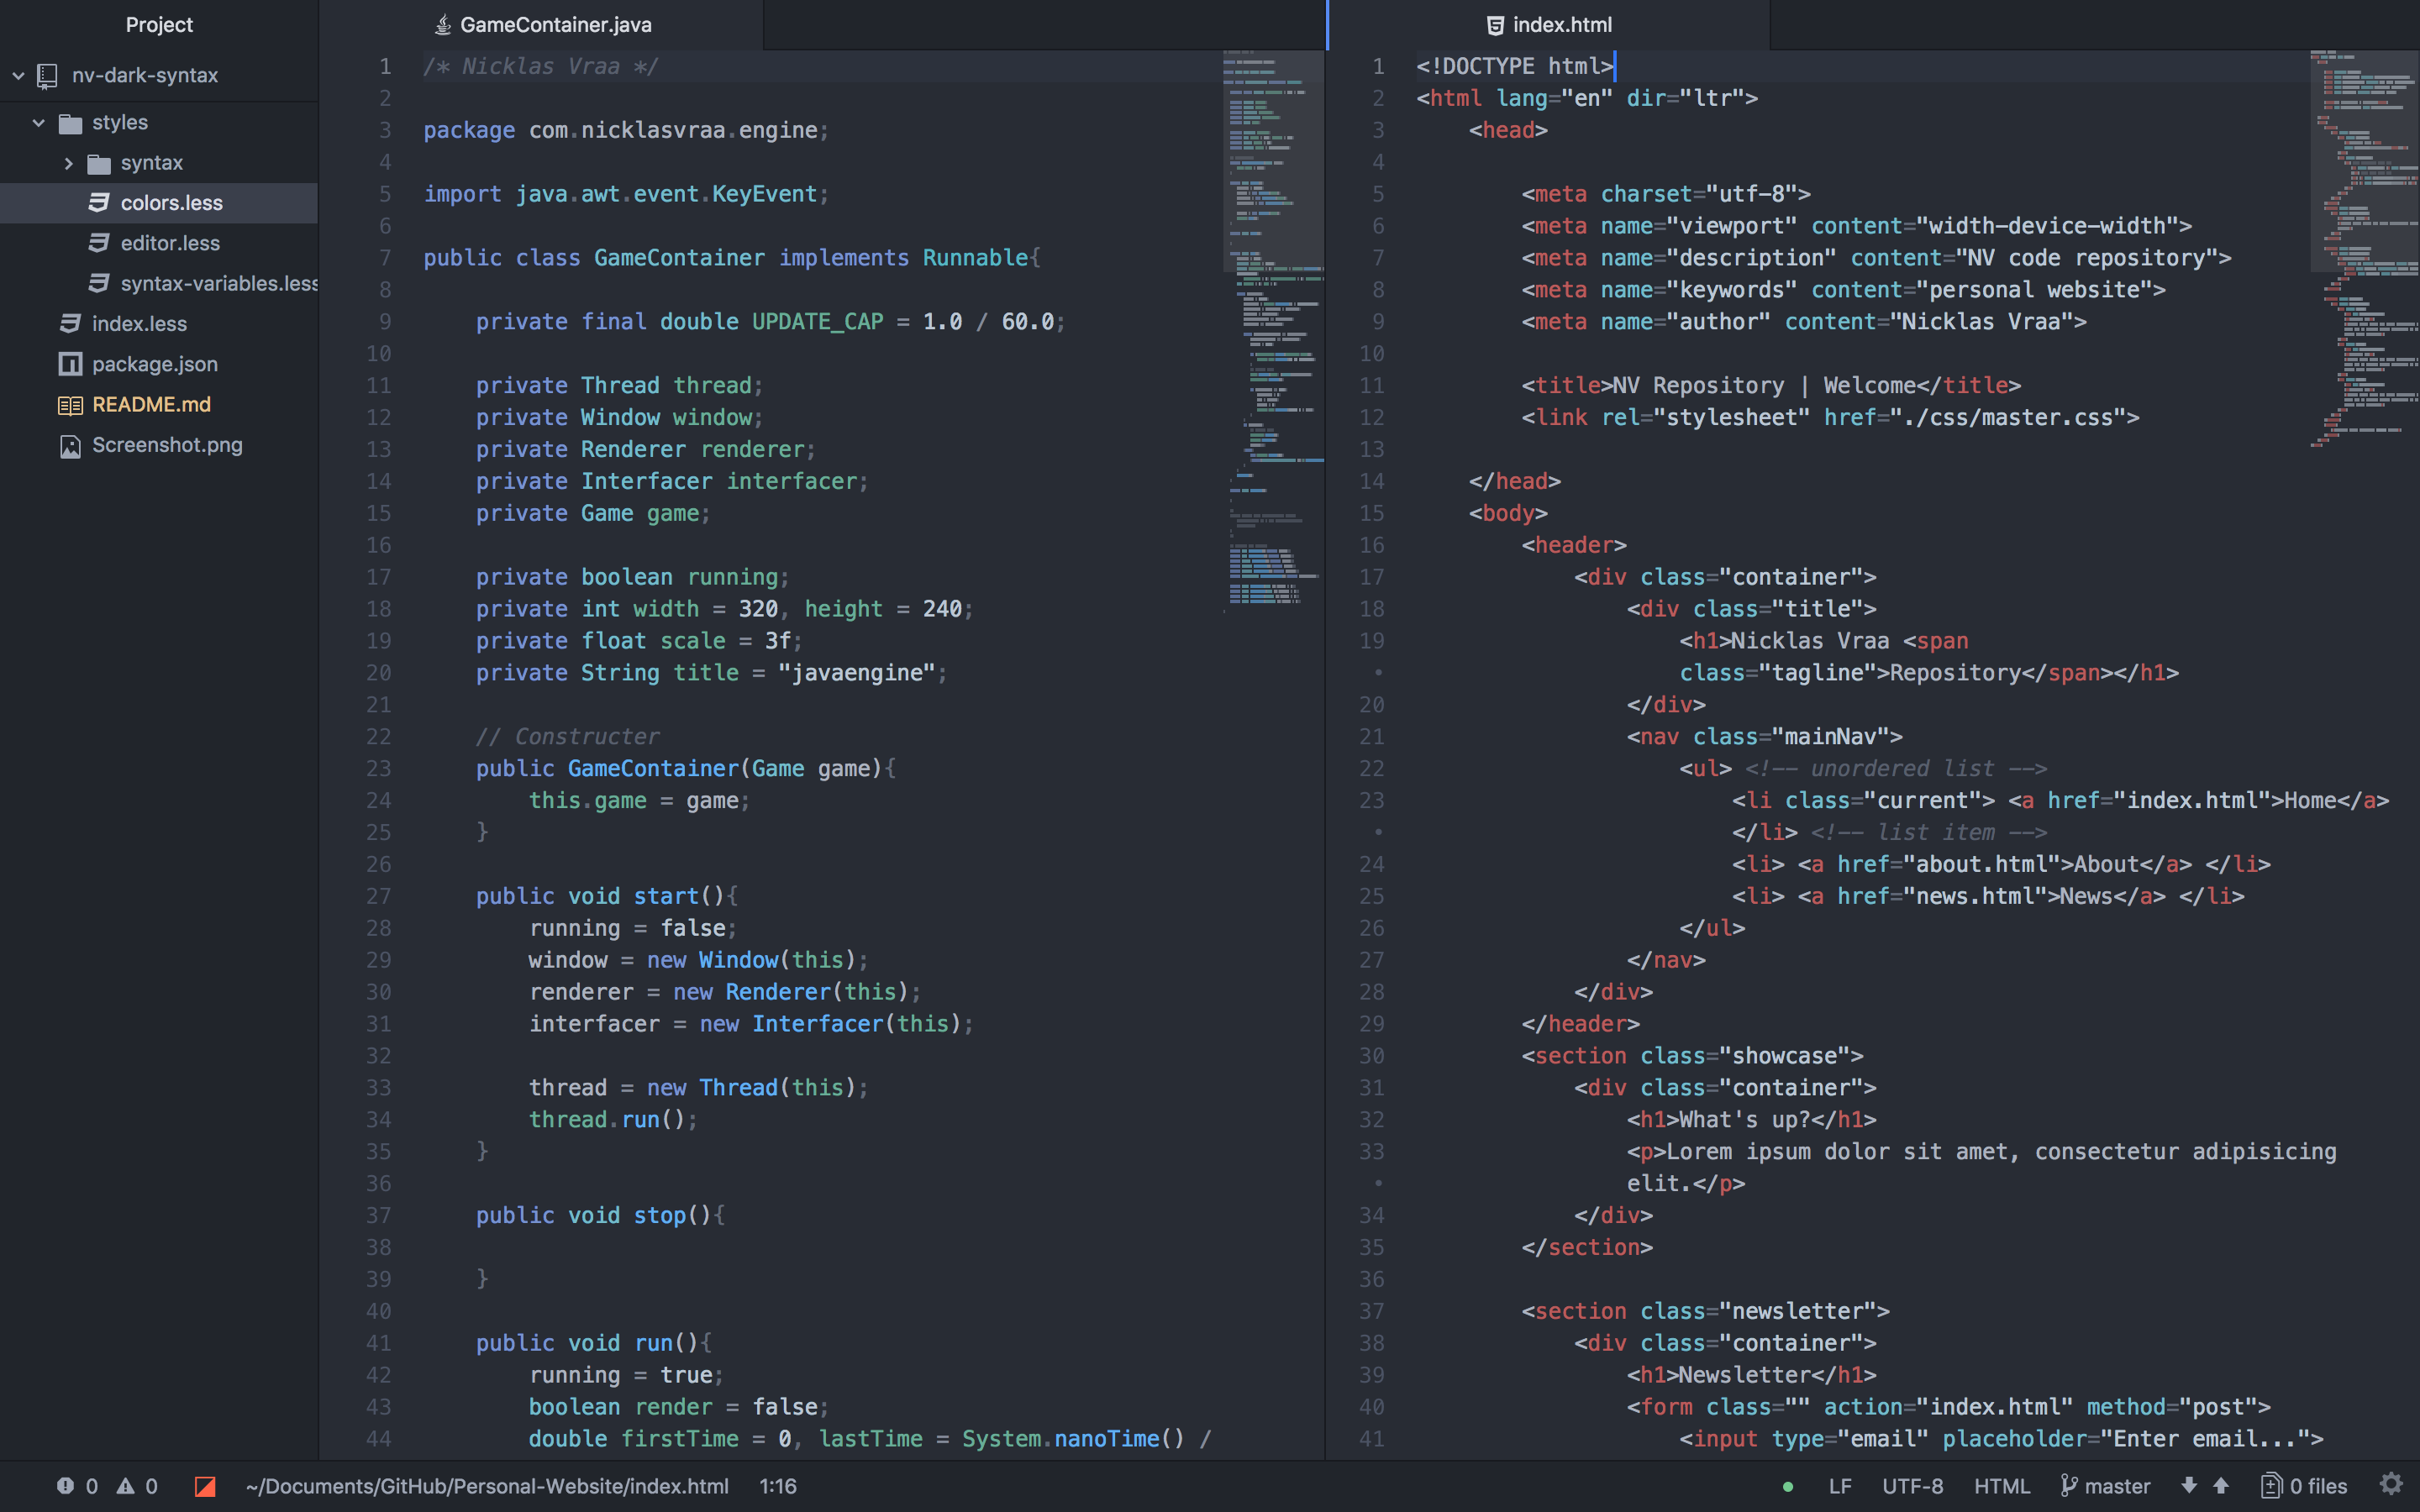 Project
nv-dark-syntax
styles
syntax
colors.less
editor.less
syntax-variables.less
index.less
package.json
README.md
Screenshot.png
GameContainer.java
1 /* Nicklas Vraa */
2
3 package com.nicklasvraa.engine;
4
5 import java.awt.event.KeyEvent;
6
7 public class GameContainer implements Runnable{
8
9 private final double UPDATE_CAP = 1.0 / 60.0;
10
11 private Thread thread;
12 private Window window;
13 private Renderer renderer;
14 private Interfacer interfacer;
15 private Game game;
16
17 private boolean running;
18 private int width = 320, height = 240;
19 private float scale = 3f;
20 private String title = "javaengine";
21
22 // Constructer
23 public GameContainer(Game game){
24 this.game = game;
25 }
26
27 public void start(){
28 running = false;
29 window = new Window(this);
30 renderer = new Renderer(this);
31 interfacer = new Interfacer(this);
32
33 thread = new Thread(this);
34 thread.run();
35 }
36
37 public void stop(){
38
39 }
40
41 public void run(){
42 running = true;
43 boolean render = false;
44 double firstTime = 0, lastTime = System.nanoTime() /
index.html
1 <!DOCTYPE html>
2 <html lang="en" dir="ltr">
3 <head>
4
5 <meta charset="utf-8">
6 <meta name="viewport" content="width-device-width">
7 <meta name="description" content="NV code repository">
8 <meta name="keywords" content="personal website">
9 <meta name="author" content="Nicklas Vraa">
10
11 <title>NV Repository | Welcome</title>
12 <link rel="stylesheet" href="./css/master.css">
13
14 </head>
15 <body>
16 <header>
17 <div class="container">
18 <div class="title">
19 <h1>Nicklas Vraa <span
• class="tagline">Repository</span></h1>
20 </div>
21 <nav class="mainNav">
22 <ul> <!-- unordered list -->
23 <li class="current"> <a href="index.html">Home</a>
• </li> <!-- list item -->
24 <li> <a href="about.html">About</a> </li>
25 <li> <a href="news.html">News</a> </li>
26 </ul>
27 </nav>
28 </div>
29 </header>
30 <section class="showcase">
31 <div class="container">
32 <h1>What's up?</h1>
33 <p>Lorem ipsum dolor sit amet, consectetur adipisicing
• elit.</p>
34 </div>
35 </section>
36
37 <section class="newsletter">
38 <div class="container">
39 <h1>Newsletter</h1>
40 <form class="" action="index.html" method="post">
41 <input type="email" placeholder="Enter email...">
0 0 ~/Documents/GitHub/Personal-Website/index.html 1:16 LF UTF-8 HTML master 0 files